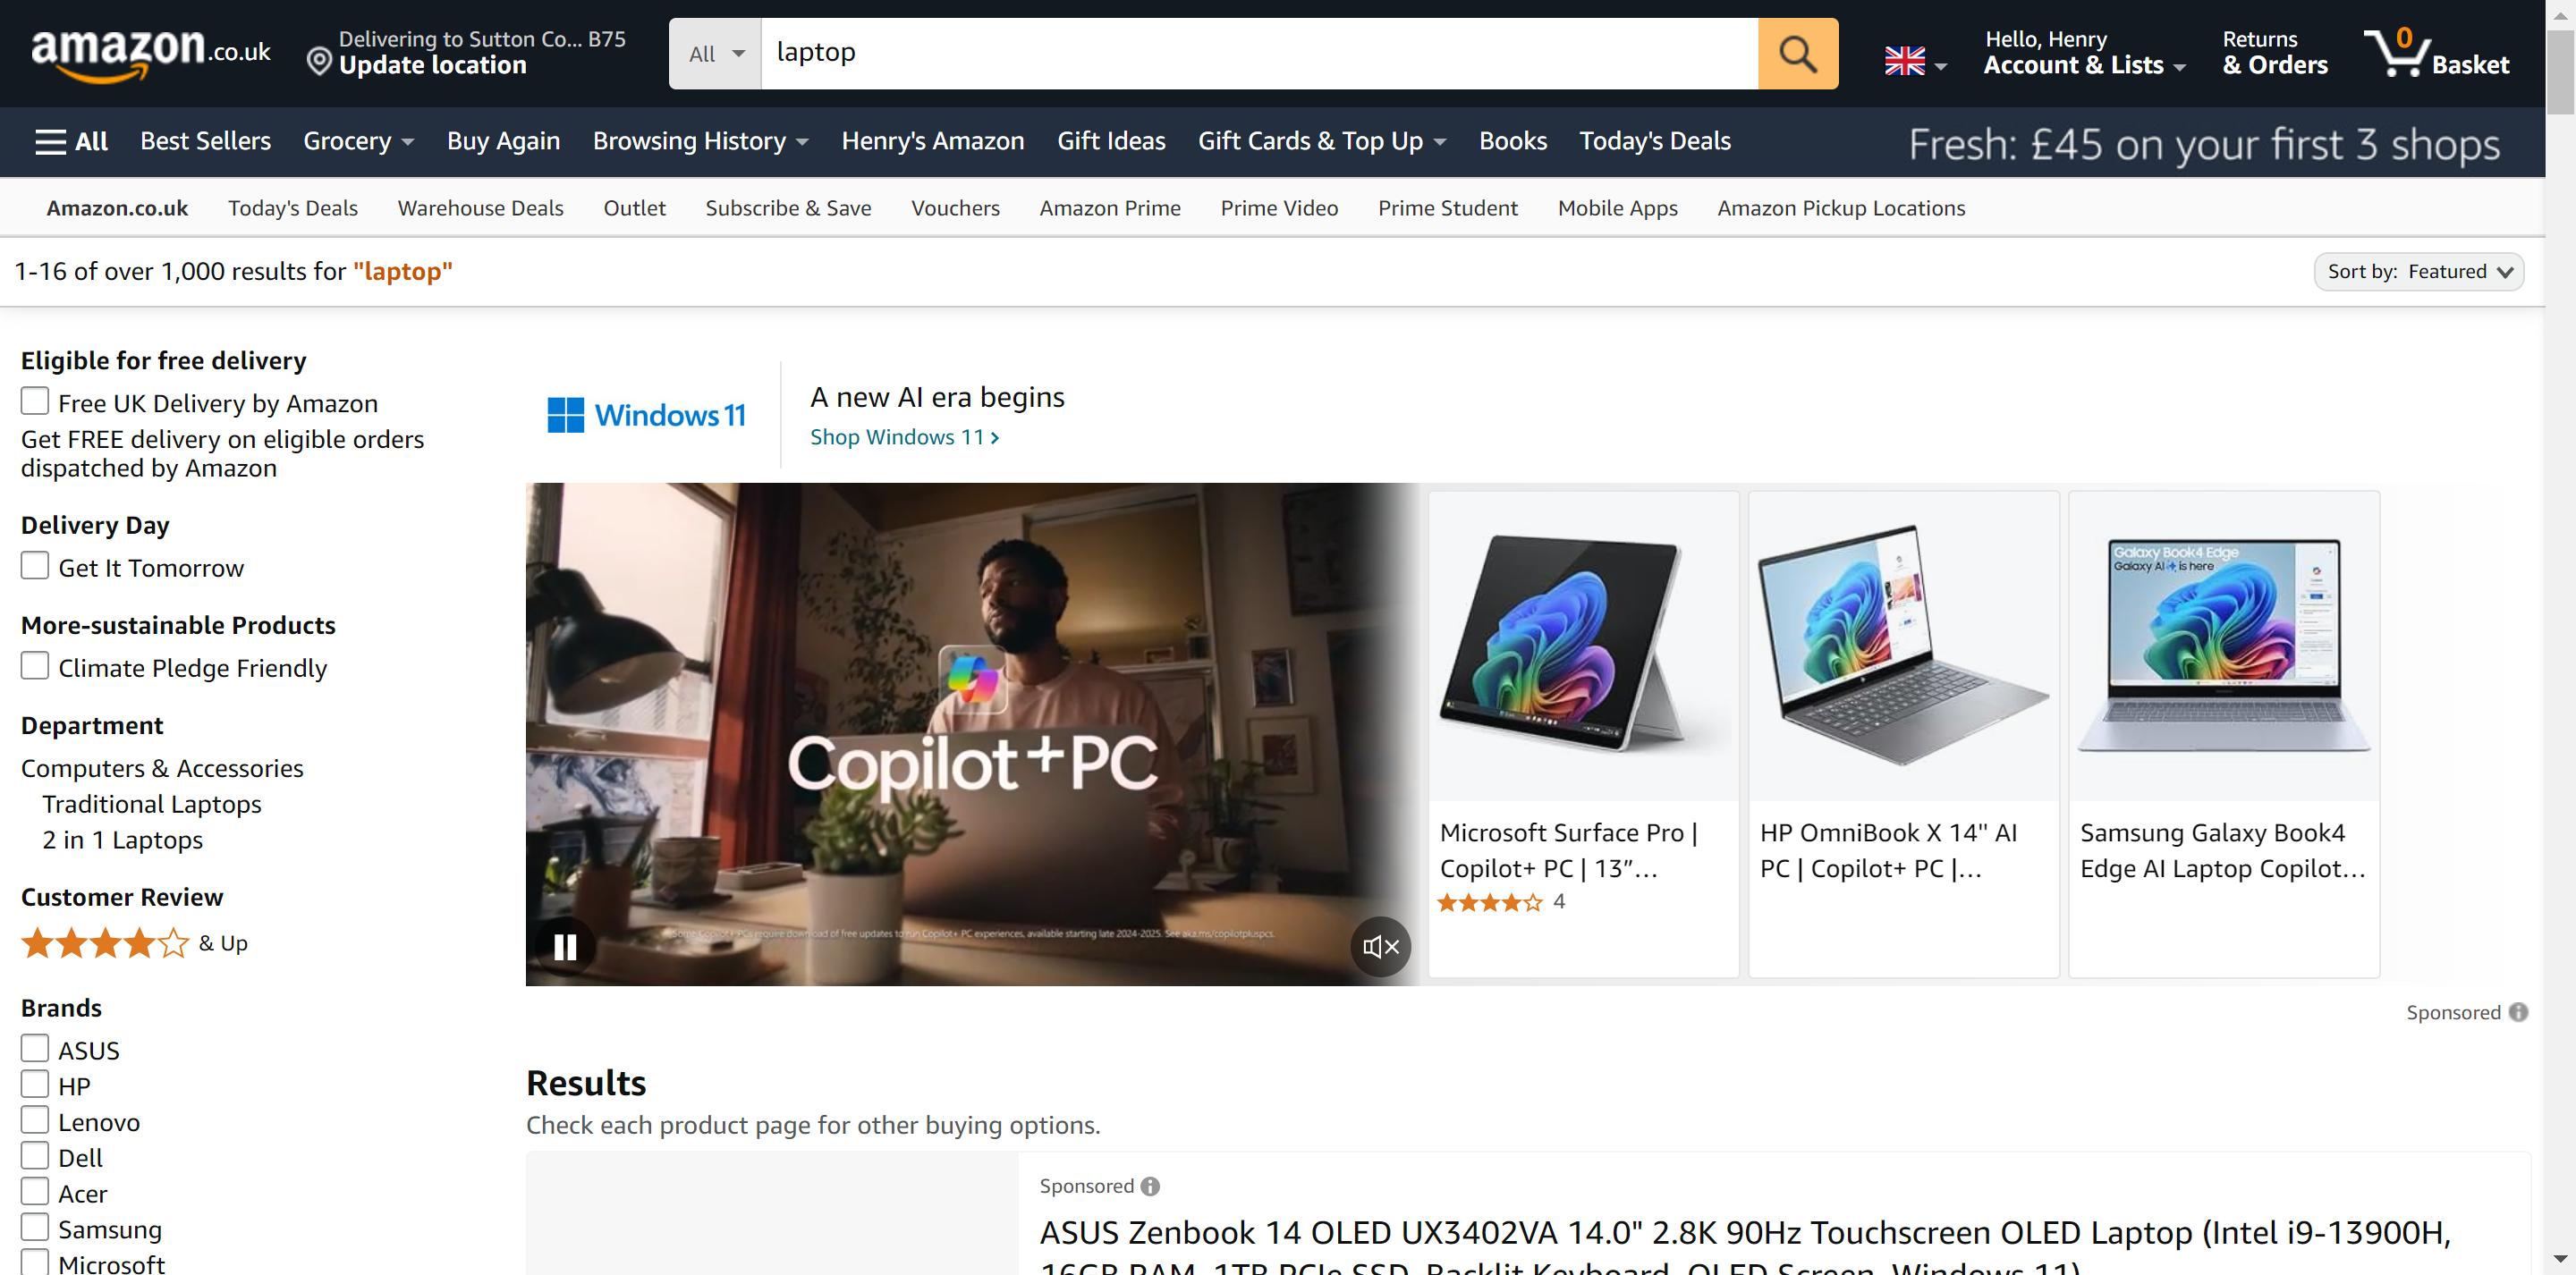 amazon.co.uk
Delivering to Sutton Co... B75
Update location
All
laptop
Hello, Henry
Account & Lists
Returns
& Orders
0
Basket
All
Best Sellers
Grocery
Buy Again
Browsing History
Henry's Amazon
Gift Ideas
Gift Cards & Top Up
Books
Today's Deals
Fresh: £45 on your first 3 shops
Amazon.co.uk
Today's Deals
Warehouse Deals
Outlet
Subscribe & Save
Vouchers
Amazon Prime
Prime Video
Prime Student
Mobile Apps
Amazon Pickup Locations
1-16 of over 1,000 results for "laptop"
Sort by: Featured
Eligible for free delivery
Free UK Delivery by Amazon
Get FREE delivery on eligible orders
dispatched by Amazon
Delivery Day
Get It Tomorrow
More-sustainable Products
Climate Pledge Friendly
Department
Computers & Accessories
Traditional Laptops
2 in 1 Laptops
Customer Review
& Up
Brands
ASUS
HP
Lenovo
Dell
Acer
Samsung
Microsoft
Windows 11
A new AI era begins
Shop Windows 11
Copilot+PC
Some Copilot+ PCs require download of free updates to run Copilot+ PC experiences, available starting late 2024-2025. See aka.ms/copilotpluspcs.
Galaxy Book4 Edge
Galaxy AI is here
Microsoft Surface Pro |
Copilot+ PC | 13”…
4
HP OmniBook X 14" AI
PC | Copilot+ PC |…
Samsung Galaxy Book4
Edge AI Laptop Copilot…
Sponsored
Results
Check each product page for other buying options.
Sponsored
ASUS Zenbook 14 OLED UX3402VA 14.0" 2.8K 90Hz Touchscreen OLED Laptop (Intel i9-13900H,
16GB RAM, 1TB PCIe SSD, Backlit Keyboard, OLED Screen, Windows 11)